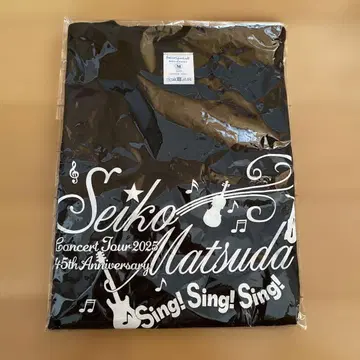 M
Seiko
Concert Tour 2025
45th Anniversary
Matsuda
Sing! Sing! Sing!